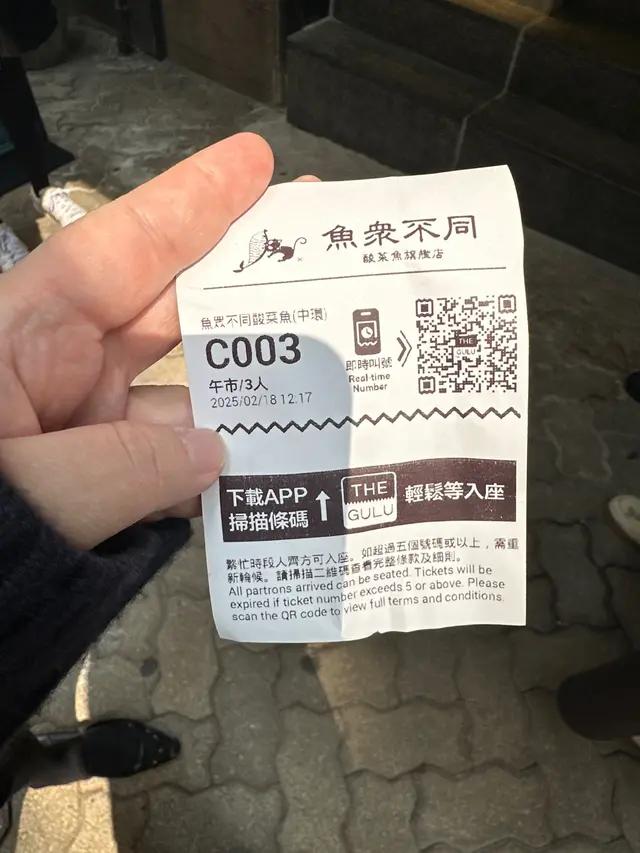 魚眾不同
酸菜魚旗艦店
魚眾不同酸菜魚(中環)
C003
午市/3人
2025/02/18 12:17
即時叫號
Real-time
Number
THE
GULU
下載APP
掃描條碼
THE
GULU
輕鬆等入座
繁忙時段人齊方可入座。如超過五個號碼或以上，需重
新輪候。請掃描二維碼查看完整條款及細則。
All partrons arrived can be seated. Tickets will be
expired if ticket number exceeds 5 or above. Please
scan the QR code to view full terms and conditions.